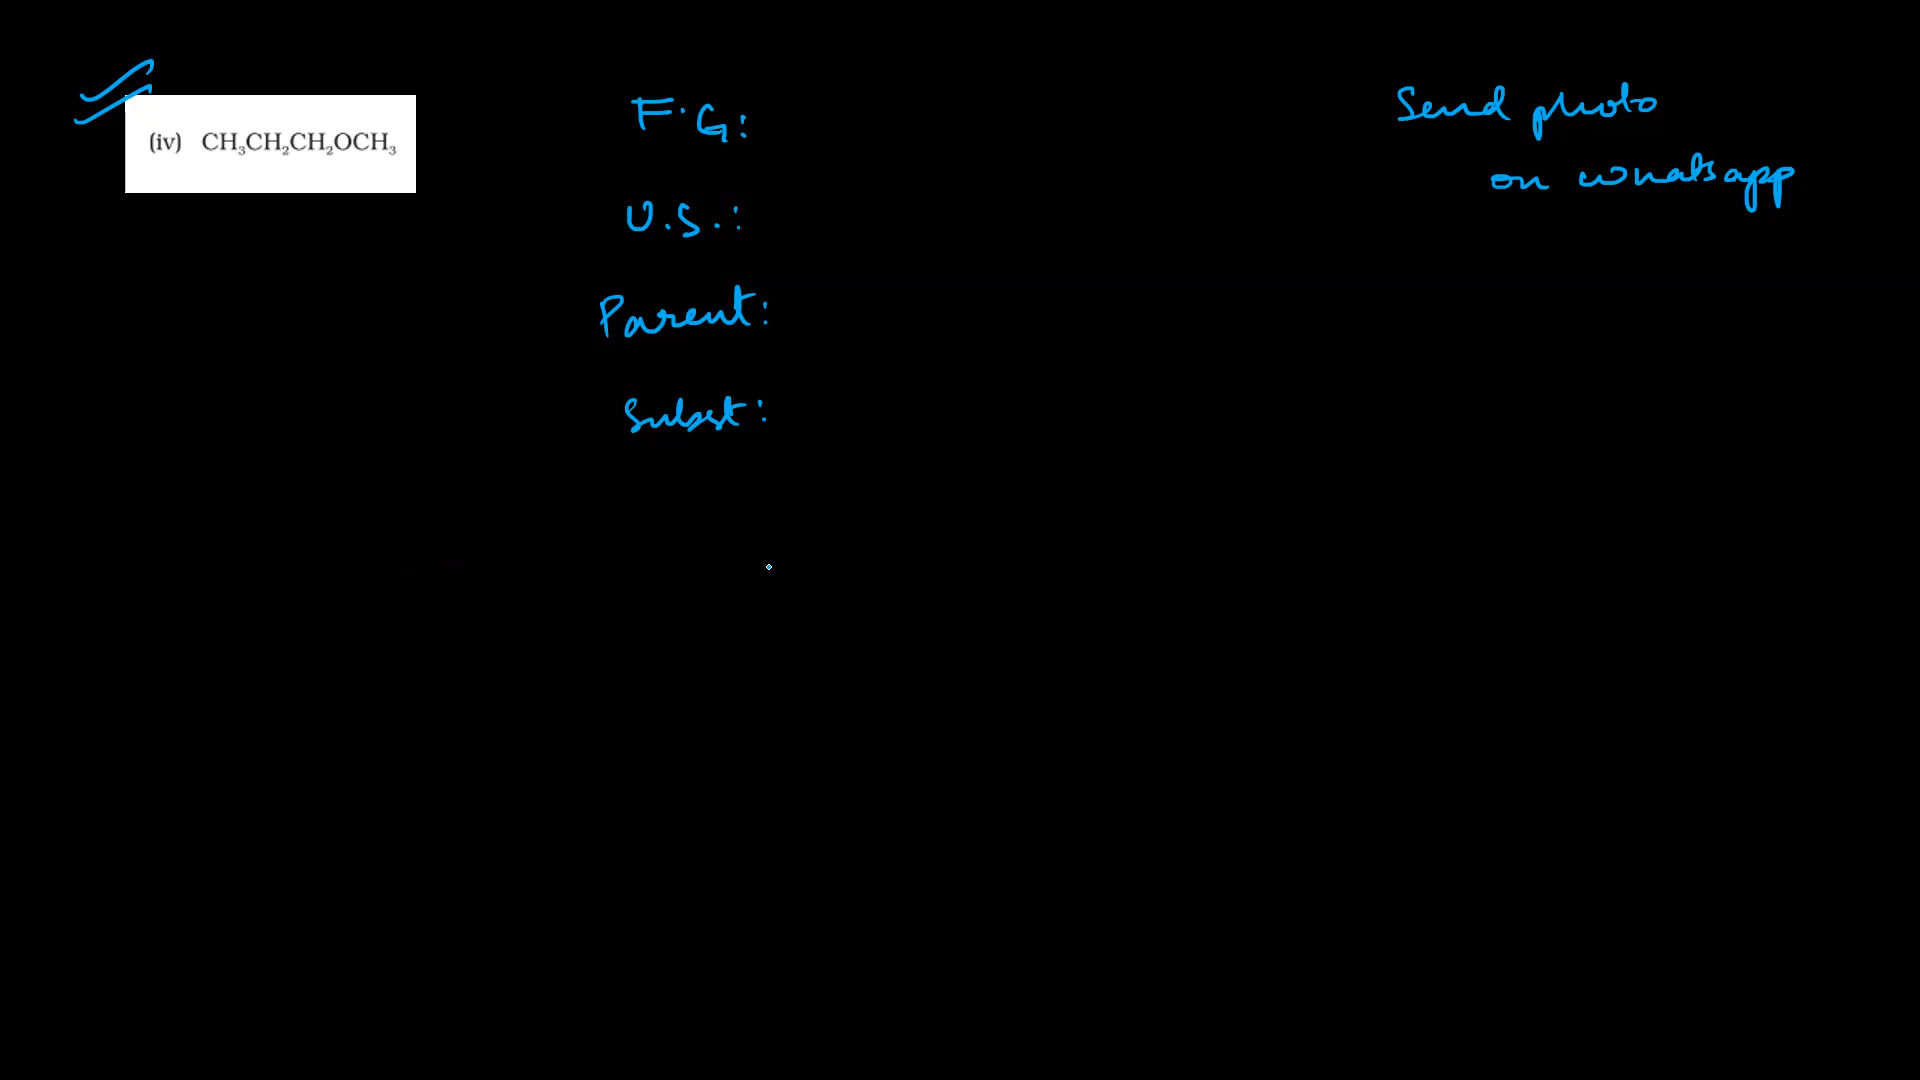 (iv) CH₃CH₂CH₂OCH₃
F.G:
U.S.:
Parent:
Subst:
Send photo
on whatsapp